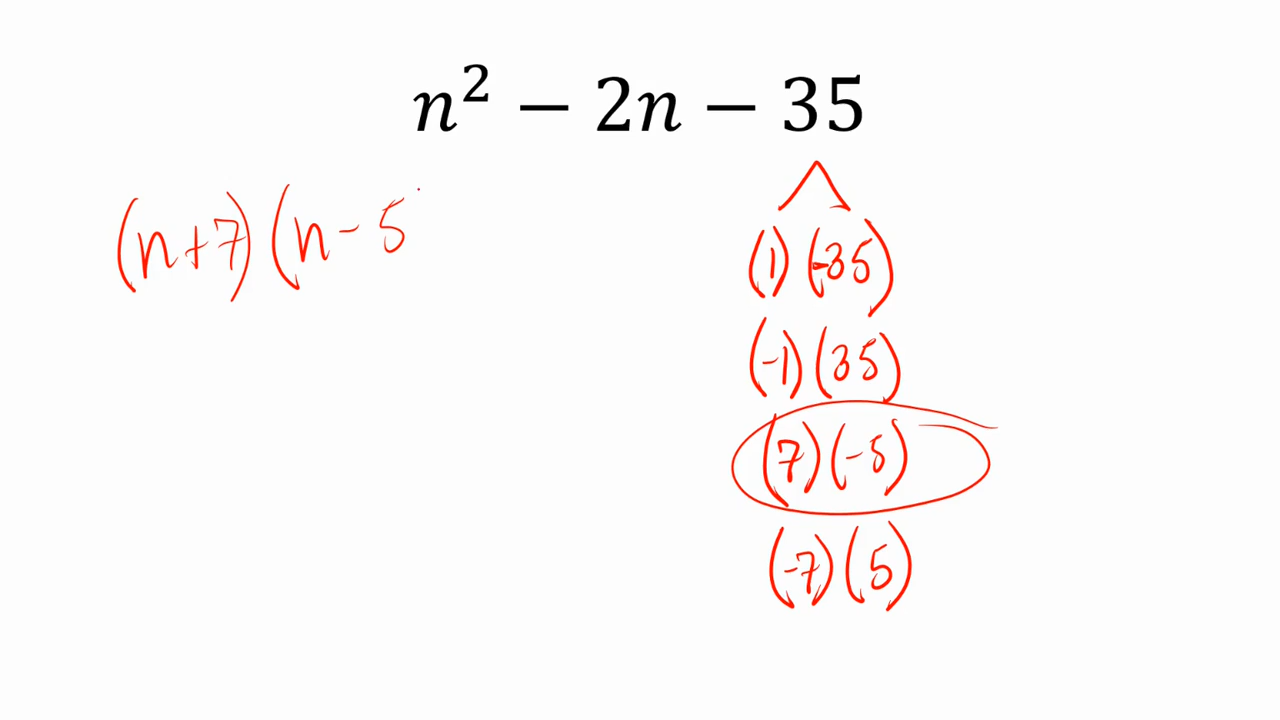 n² − 2n − 35
(n+7)(n-5
(1)(-35)
(-1)(35)
(7)(-5)
(-7)(5)